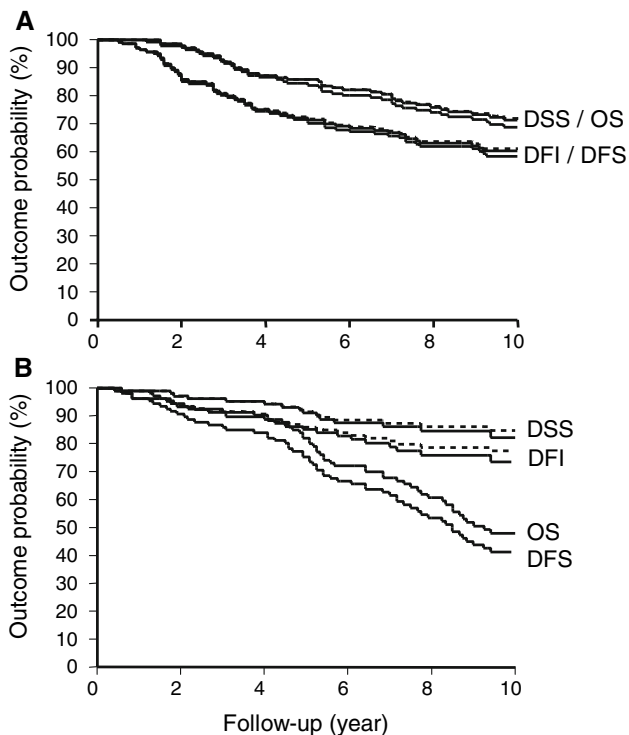 A
Outcome probability (%)
100
90
80
70
60
50
40
30
20
10
0
DSS / OS
DFI / DFS
0 2 4 6 8 10
B
Outcome probability (%)
100
90
80
70
60
50
40
30
20
10
0
DSS
DFI
OS
DFS
0 2 4 6 8 10
Follow-up (year)